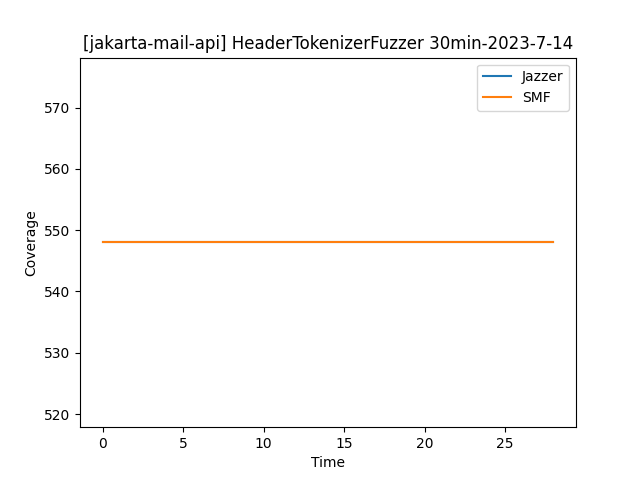 [jakarta-mail-api] HeaderTokenizerFuzzer 30min-2023-7-14
Jazzer
SMF
570
560
550
540
530
520
Coverage
0 5 10 15 20 25
Time